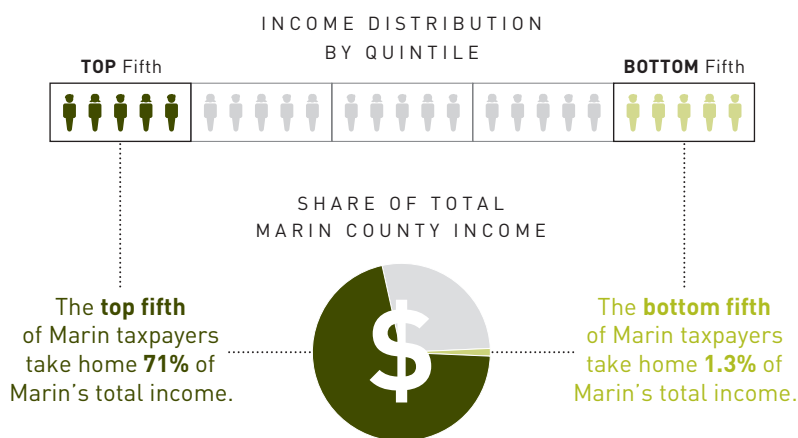 INCOME DISTRIBUTION
BY QUINTILE
TOP Fifth
BOTTOM Fifth
SHARE OF TOTAL
MARIN COUNTY INCOME
The top fifth
of Marin taxpayers
take home 71% of
Marin's total income.
$
The bottom fifth
of Marin taxpayers
take home 1.3% of
Marin's total income.